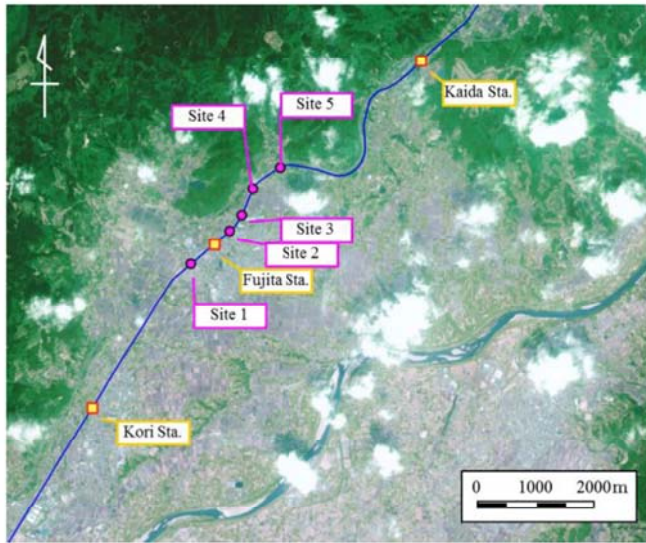 Kaida Sta.
Site 5
Site 4
Site 3
Site 2
Fujita Sta.
Site 1
Kori Sta.
0 1000 2000m